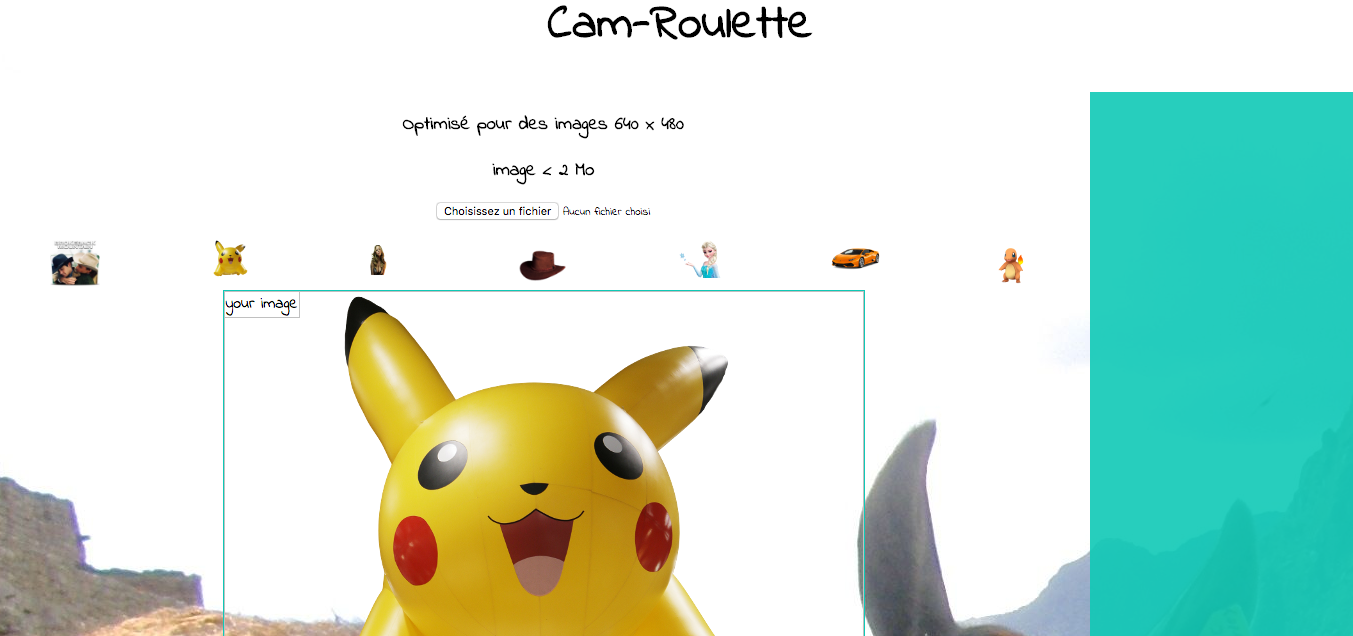 Cam-Roulette
Optimisé pour des images 640 x 480
image < 2 Mo
Choisissez un fichier Aucun fichier choisi
your image